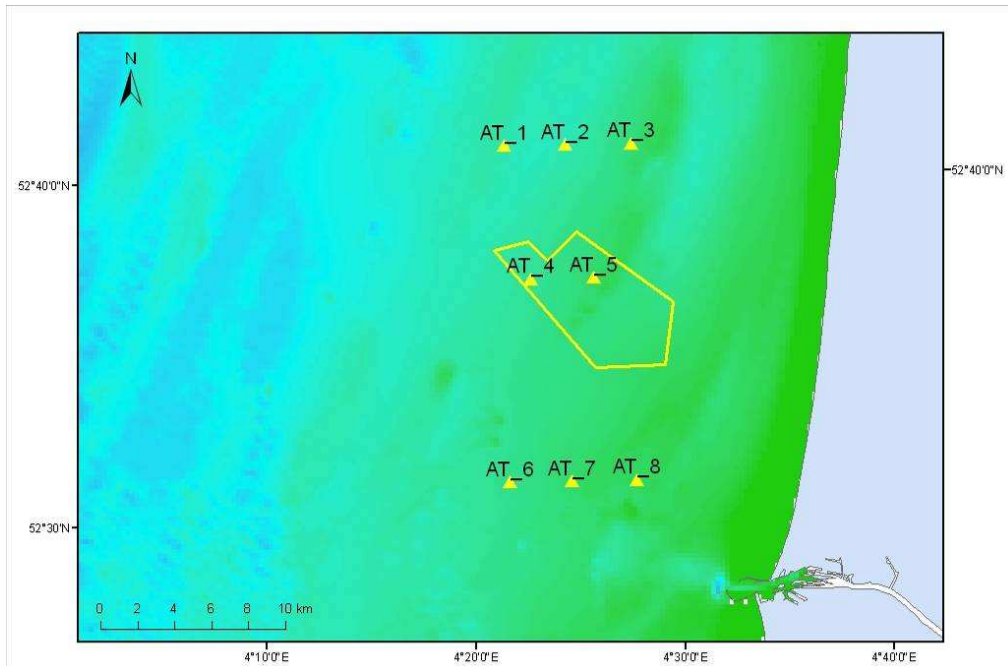 N
AT_1 AT_2 AT_3
52°40'0"N
52°40'0"N
AT_4 AT_5
AT_6 AT_7 AT_8
52°30'N
0 2 4 6 8 10 km
4°10'0"E 4°20'0"E 4°30'0"E 4°40'0"E